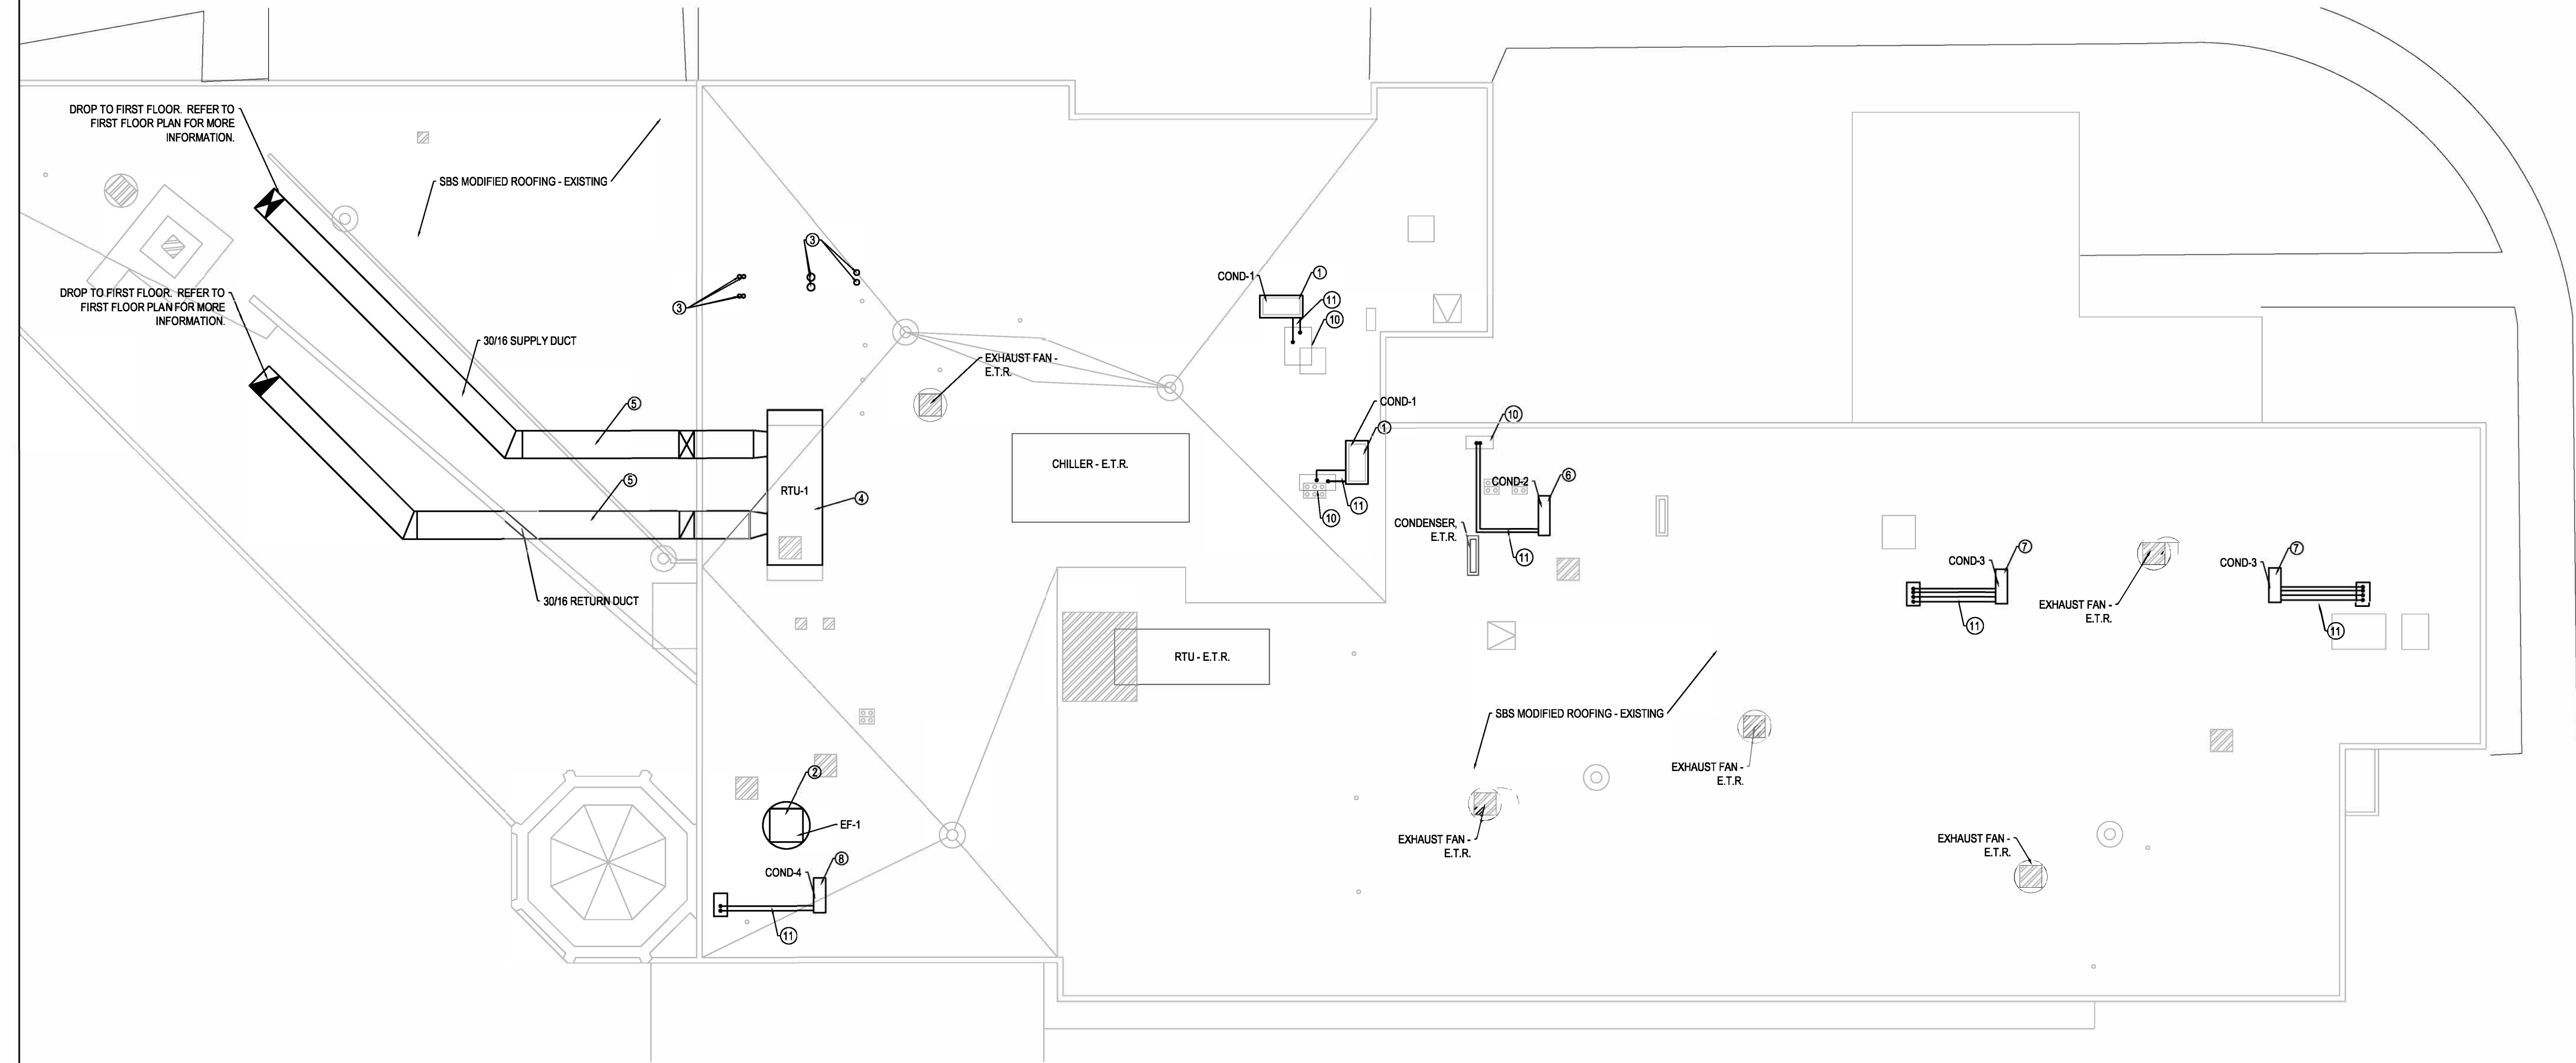 DROP TO FIRST FLOOR. REFER TO
FIRST FLOOR PLAN FOR MORE
INFORMATION.
SBS MODIFIED ROOFING - EXISTING
3
3
DROP TO FIRST FLOOR. REFER TO
FIRST FLOOR PLAN FOR MORE
INFORMATION.
30/16 SUPPLY DUCT
5
5
30/16 RETURN DUCT
RTU-1
4
EXHAUST FAN -
E.T.R.
CHILLER - E.T.R.
COND-1
1
11
10
COND-1
1
11
10
10
COND-2
6
CONDENSER,
E.T.R.
11
COND-3
7
11
EXHAUST FAN -
E.T.R.
COND-3
7
11
RTU - E.T.R.
SBS MODIFIED ROOFING - EXISTING
EXHAUST FAN -
E.T.R.
EXHAUST FAN -
E.T.R.
EXHAUST FAN -
E.T.R.
2
EF-1
COND-4
8
11